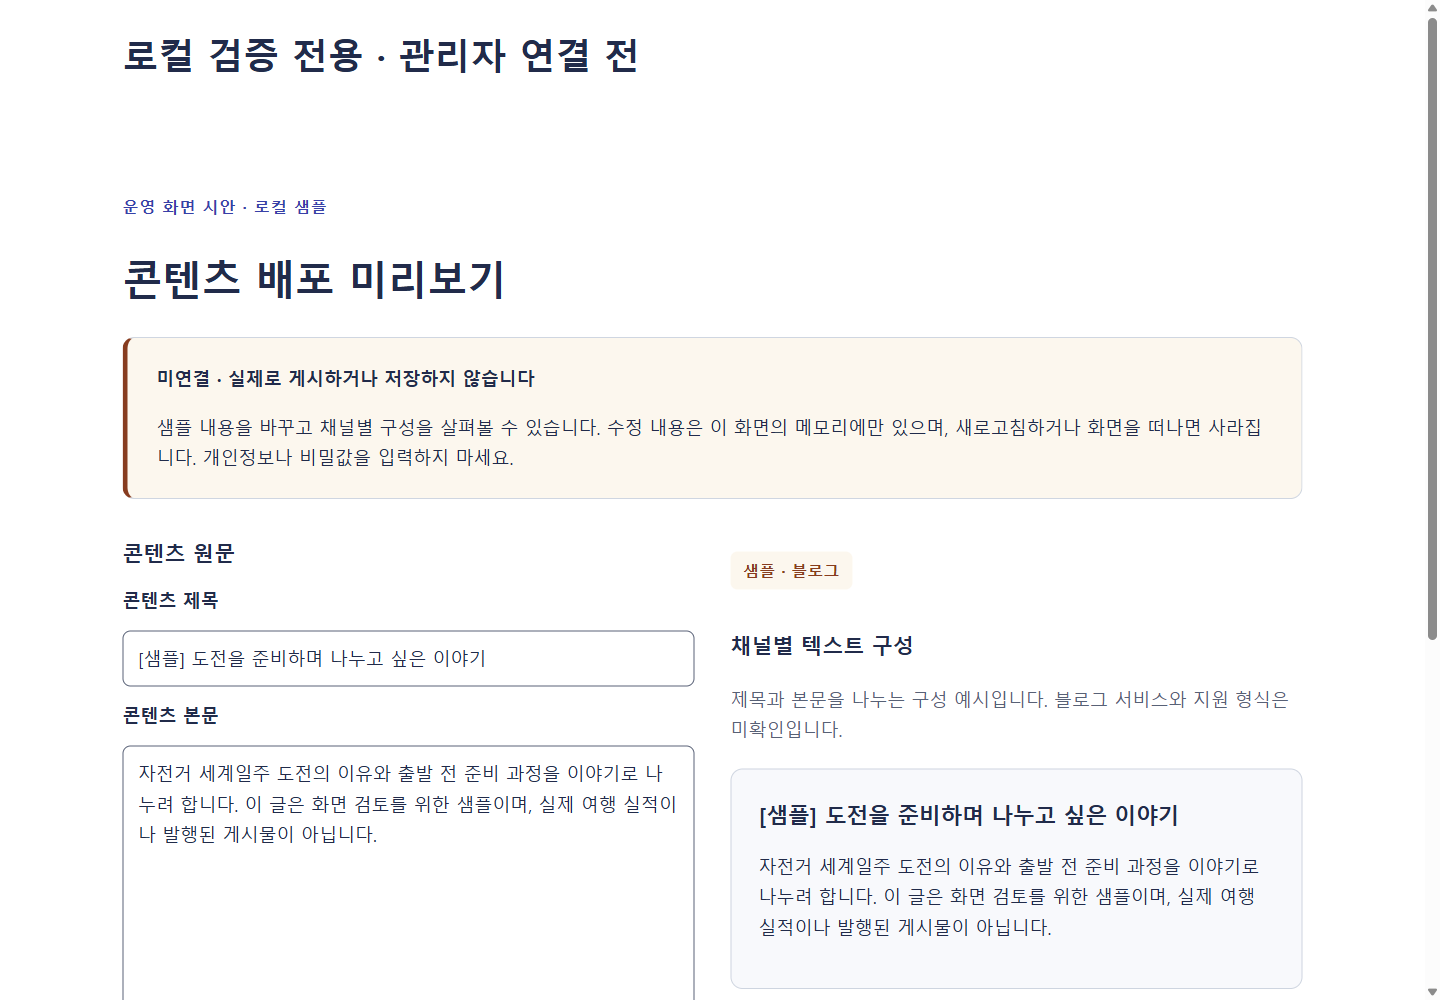 로컬 검증 전용 · 관리자 연결 전
운영 화면 시안 · 로컬 샘플
콘텐츠 배포 미리보기
미연결 · 실제로 게시하거나 저장하지 않습니다
샘플 내용을 바꾸고 채널별 구성을 살펴볼 수 있습니다. 수정 내용은 이 화면의 메모리에만 있으며, 새로고침하거나 화면을 떠나면 사라집
니다. 개인정보나 비밀값을 입력하지 마세요.
콘텐츠 원문
콘텐츠 제목
[샘플] 도전을 준비하며 나누고 싶은 이야기
콘텐츠 본문
자전거 세계일주 도전의 이유와 출발 전 준비 과정을 이야기로 나
누려 합니다. 이 글은 화면 검토를 위한 샘플이며, 실제 여행 실적이
나 발행된 게시물이 아닙니다.
샘플 · 블로그
채널별 텍스트 구성
제목과 본문을 나누는 구성 예시입니다. 블로그 서비스와 지원 형식은
미확인입니다.
[샘플] 도전을 준비하며 나누고 싶은 이야기
자전거 세계일주 도전의 이유와 출발 전 준비 과정을 이야기로
나누려 합니다. 이 글은 화면 검토를 위한 샘플이며, 실제 여행
실적이나 발행된 게시물이 아닙니다.